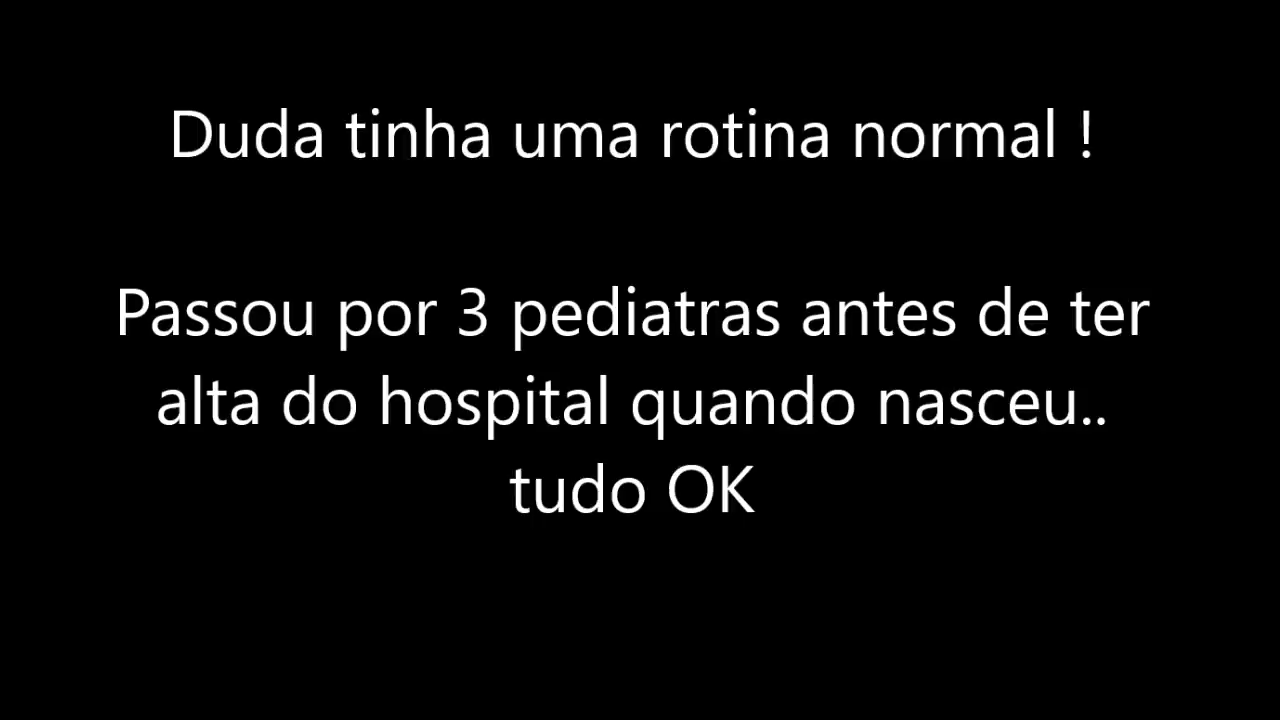 Duda tinha uma rotina normal !
Passou por 3 pediatras antes de ter
alta do hospital quando nasceu..
tudo OK